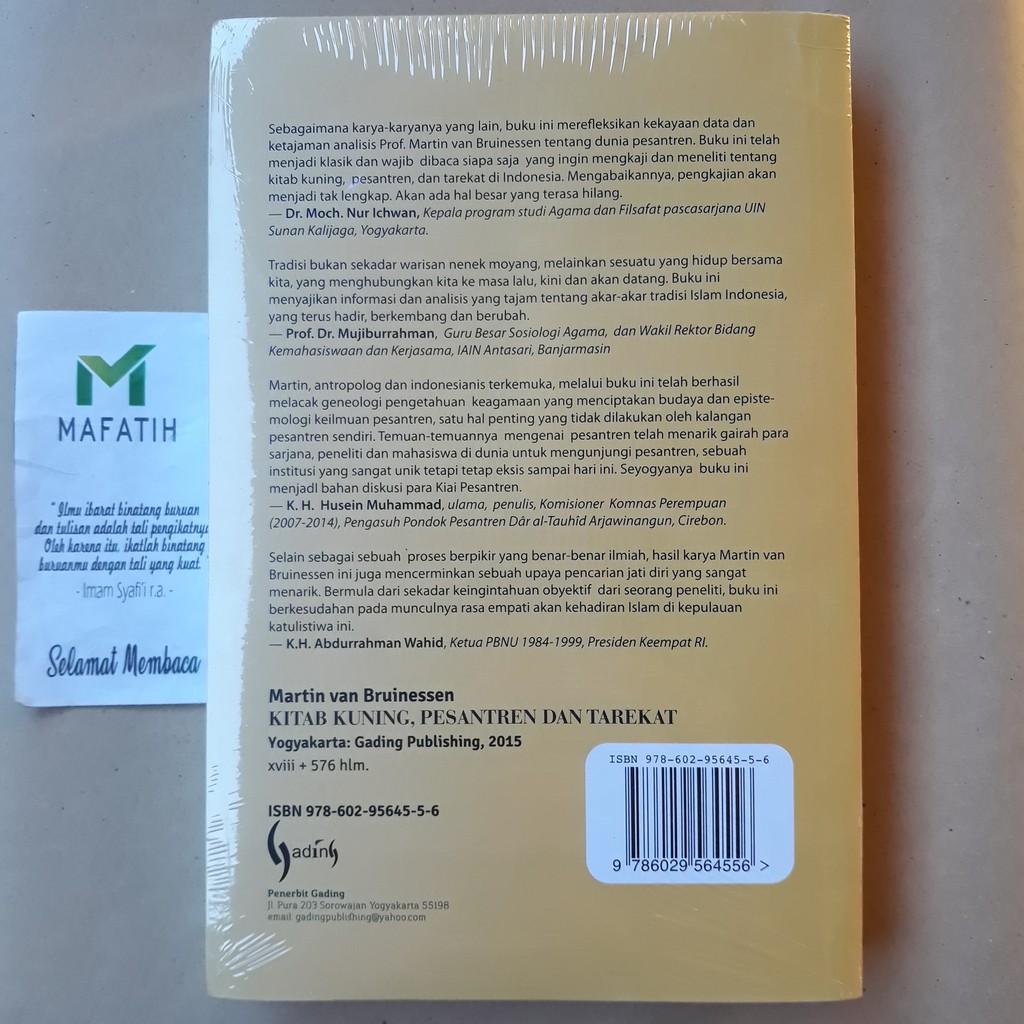 Sebagaimana karya-karyanya yang lain, buku ini merefleksikan kekayaan data dan
ketajaman analisis Prof. Martin van Bruinessen tentang dunia pesantren. Buku ini telah
menjadi klasik dan wajib dibaca siapa saja yang ingin mengkaji dan meneliti tentang
kitab kuning, pesantren, dan tarekat di Indonesia. Mengabaikannya, pengkajian akan
menjadi tak lengkap. Akan ada hal besar yang terasa hilang.
— Dr. Moch. Nur Ichwan, Kepala program studi Agama dan Filsafat pascasarjana UIN
Sunan Kalijaga, Yogyakarta.
Tradisi bukan sekadar warisan nenek moyang, melainkan sesuatu yang hidup bersama
kita, yang menghubungkan kita ke masa lalu, kini dan akan datang. Buku ini
menyajikan informasi dan analisis yang tajam tentang akar-akar tradisi Islam Indonesia,
yang terus hadir, berkembang dan berubah.
— Prof. Dr. Mujiburrahman, Guru Besar Sosiologi Agama, dan Wakil Rektor Bidang
Kemahasiswaan dan Kerjasama, IAIN Antasari, Banjarmasin
Martin, antropolog dan indonesianis terkemuka, melalui buku ini telah berhasil
melacak geneologi pengetahuan keagamaan yang menciptakan budaya dan episte-
mologi keilmuan pesantren, satu hal penting yang tidak dilakukan oleh kalangan
pesantren sendiri. Temuan-temuannya mengenai pesantren telah menarik gairah para
sarjana, peneliti dan mahasiswa di dunia untuk mengunjungi pesantren, sebuah
institusi yang sangat unik tetapi tetap eksis sampai hari ini. Seyogyanya buku ini
menjadI bahan diskusi para Kiai Pesantren.
— K. H. Husein Muhammad, ulama, penulis, Komisioner Komnas Perempuan
(2007-2014), Pengasuh Pondok Pesantren Dâr al-Tauhîd Arjawinangun, Cirebon.
Selain sebagai sebuah proses berpikir yang benar-benar ilmiah, hasil karya Martin van
Bruinessen ini juga mencerminkan sebuah upaya pencarian jati diri yang sangat
menarik. Bermula dari sekadar keingintahuan obyektif dari seorang peneliti, buku ini
berkesudahan pada munculnya rasa empati akan kehadiran Islam di kepulauan
katulistiwa ini.
— K.H. Abdurrahman Wahid, Ketua PBNU 1984-1999, Presiden Keempat RI.
Martin van Bruinessen
KITAB KUNING, PESANTREN DAN TAREKAT
Yogyakarta: Gading Publishing, 2015
xviii + 576 hlm.
ISBN 978-602-95645-5-6
Gading
Penerbit Gading
Jl. Pura 203 Sorowajan Yogyakarta 55198
email: gadingpublishing@yahoo.com
ISBN 978-602-95645-5-6
9 786029 564556 >
M
MAFATIH
" Ilmu ibarat binatang buruan
dan tulisan adalah tali pengikatnya
Oleh karena itu, ikatlah binatang
buruanmu dengan tali yang kuat. "
- Imam Syafi'i r.a. -
Selamat Membaca